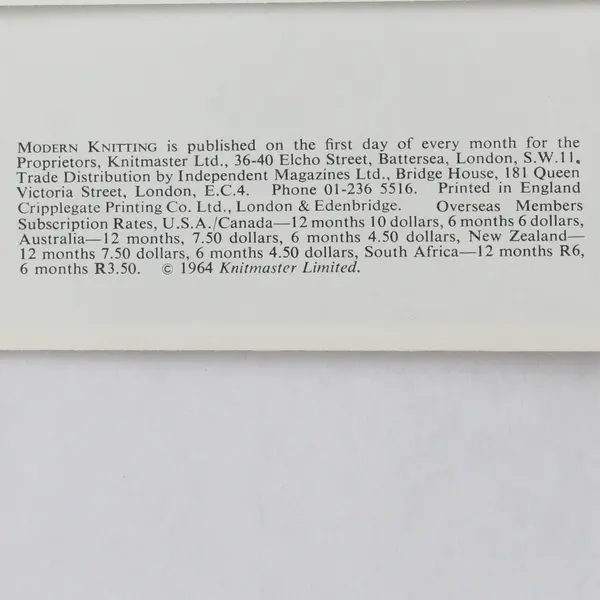 MODERN KNITTING is published on the first day of every month for the
Proprietors, Knitmaster Ltd., 36-40 Elcho Street, Battersea, London, S.W.11.
Trade Distribution by Independent Magazines Ltd., Bridge House, 181 Queen
Victoria Street, London, E.C.4. Phone 01-236 5516. Printed in England
Cripplegate Printing Co. Ltd., London & Edenbridge. Overseas Members
Subscription Rates, U.S.A./Canada—12 months 10 dollars, 6 months 6 dollars,
Australia—12 months, 7.50 dollars, 6 months 4.50 dollars, New Zealand—
12 months 7.50 dollars, 6 months 4.50 dollars, South Africa—12 months R6,
6 months R3.50. © 1964 Knitmaster Limited.